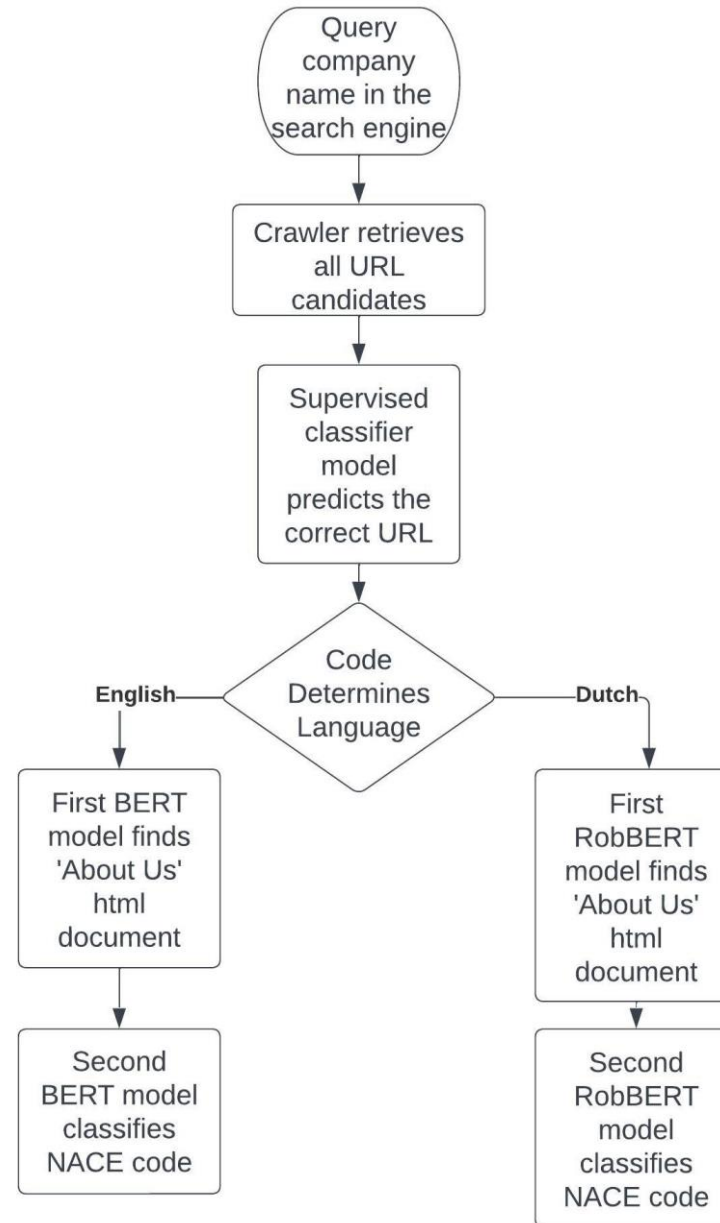 Query
company
name in the
search engine
Crawler retrieves
all URL
candidates
Supervised
classifier
model
predicts the
correct URL
Code
Determines
Language
English
Dutch
First BERT
model finds
'About Us'
html
document
First
RobBERT
model finds
'About Us'
html
document
Second
BERT model
classifies
NACE code
Second
RobBERT
model
classifies
NACE code